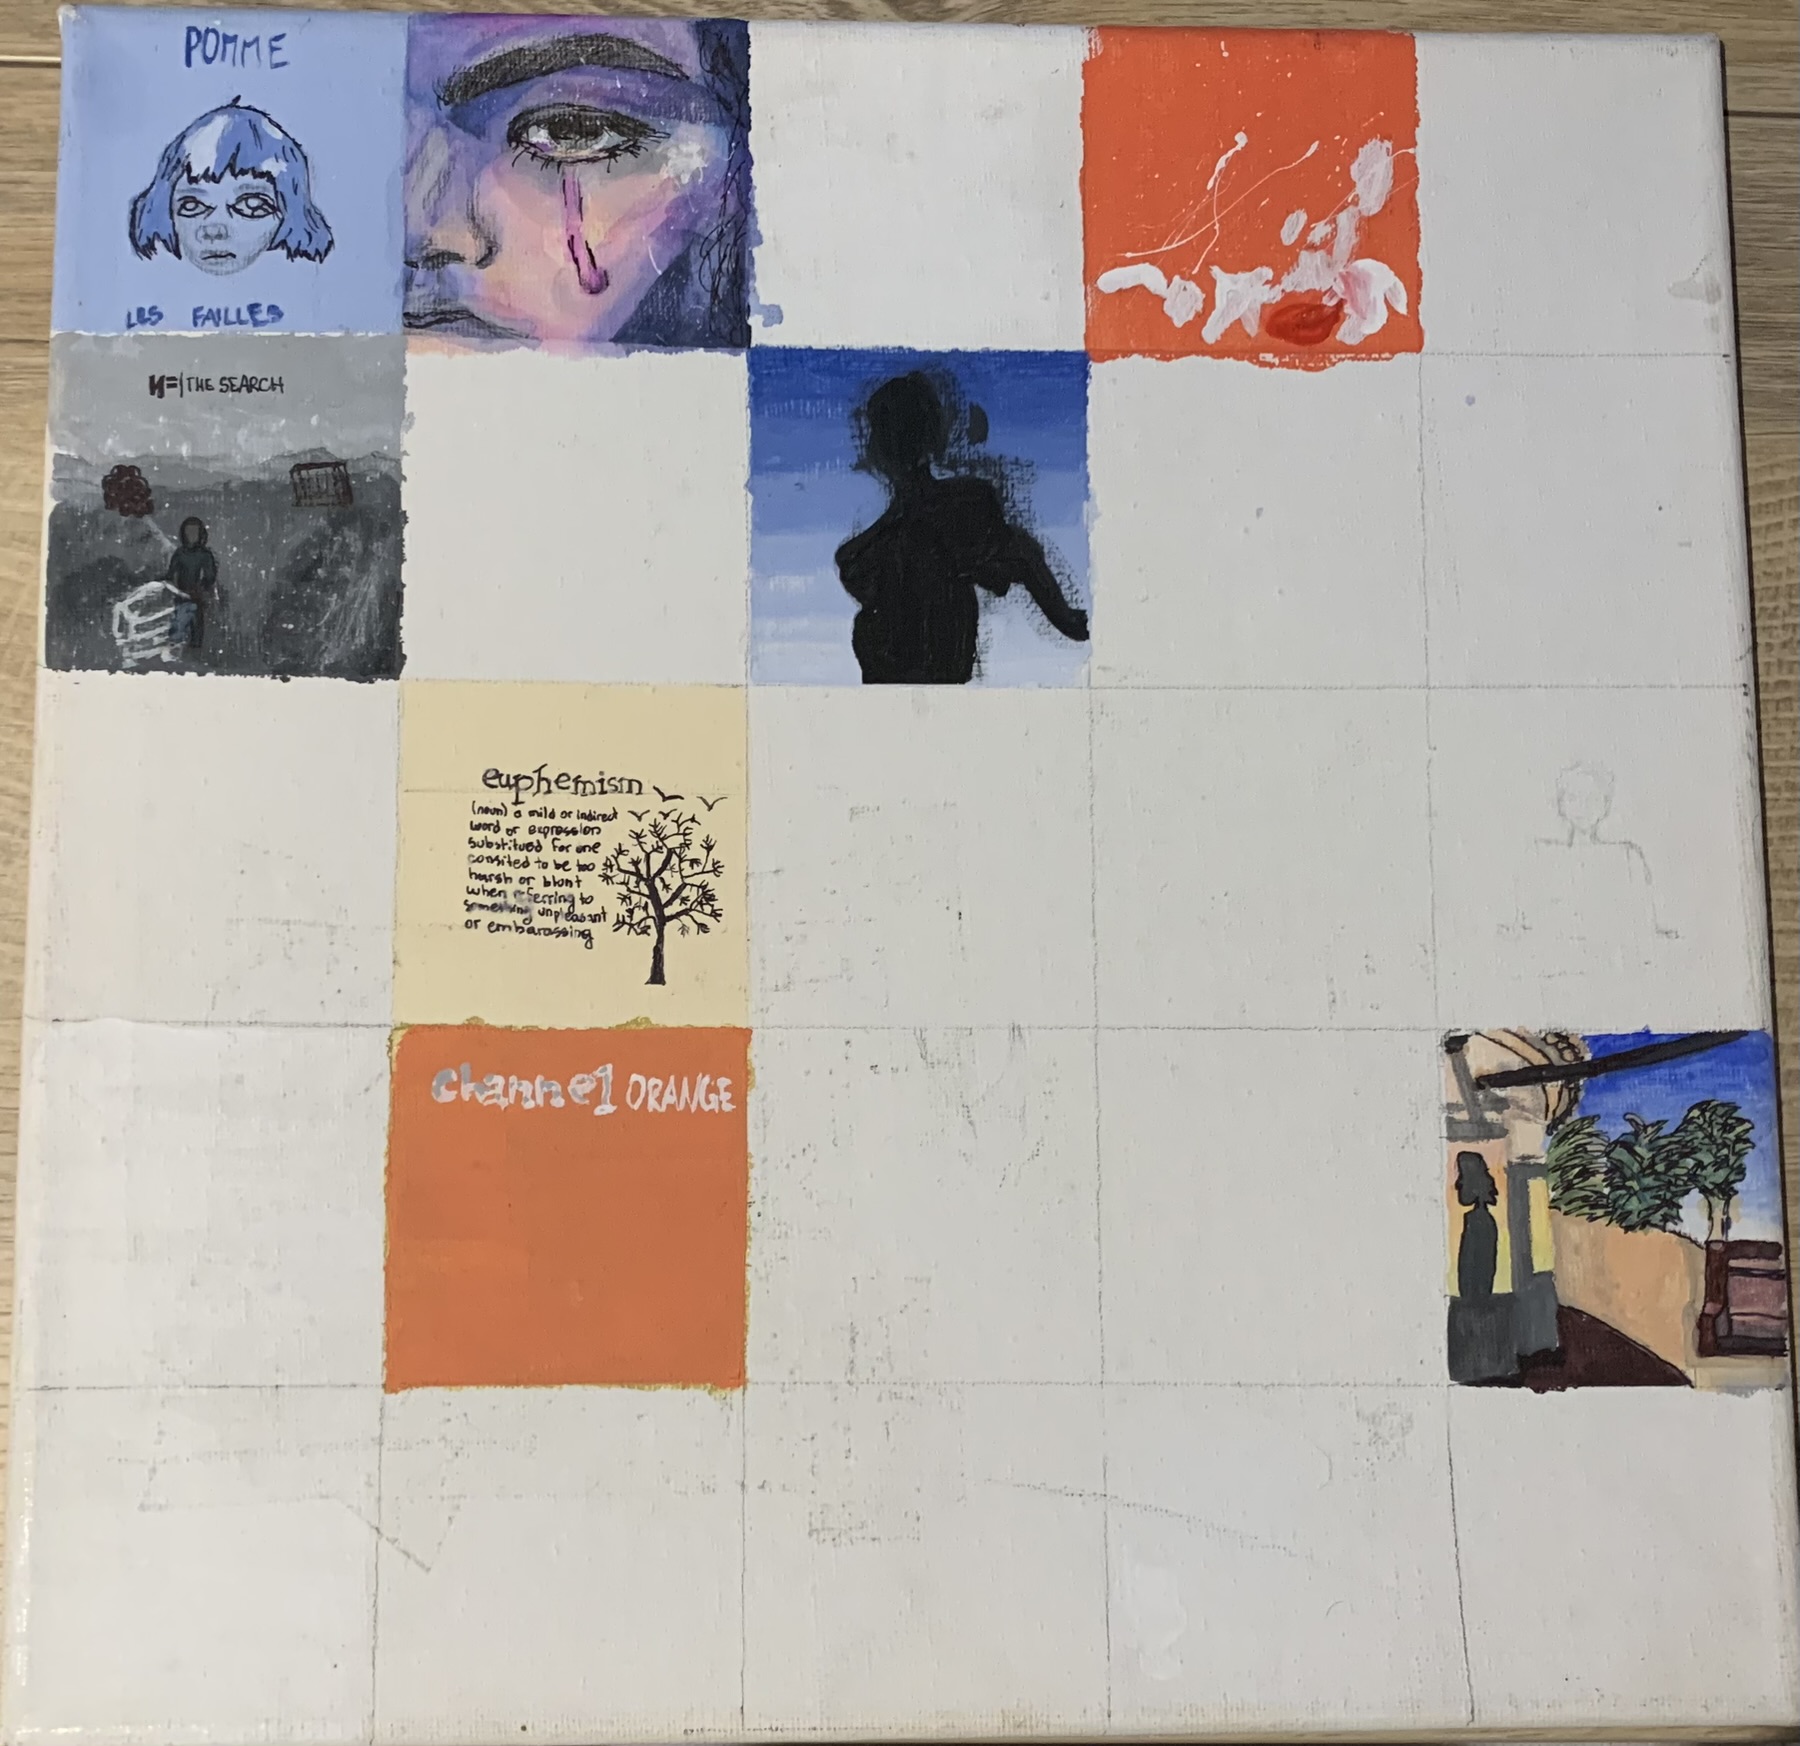 POMME
LES FAILLES
NF | THE SEARCH
euphemism
(noun) a mild or indirect
word or expression
substitued for one
consited to be too
harsh or blunt
when referring to
something unpleasant
or embarassing
channel ORANGE